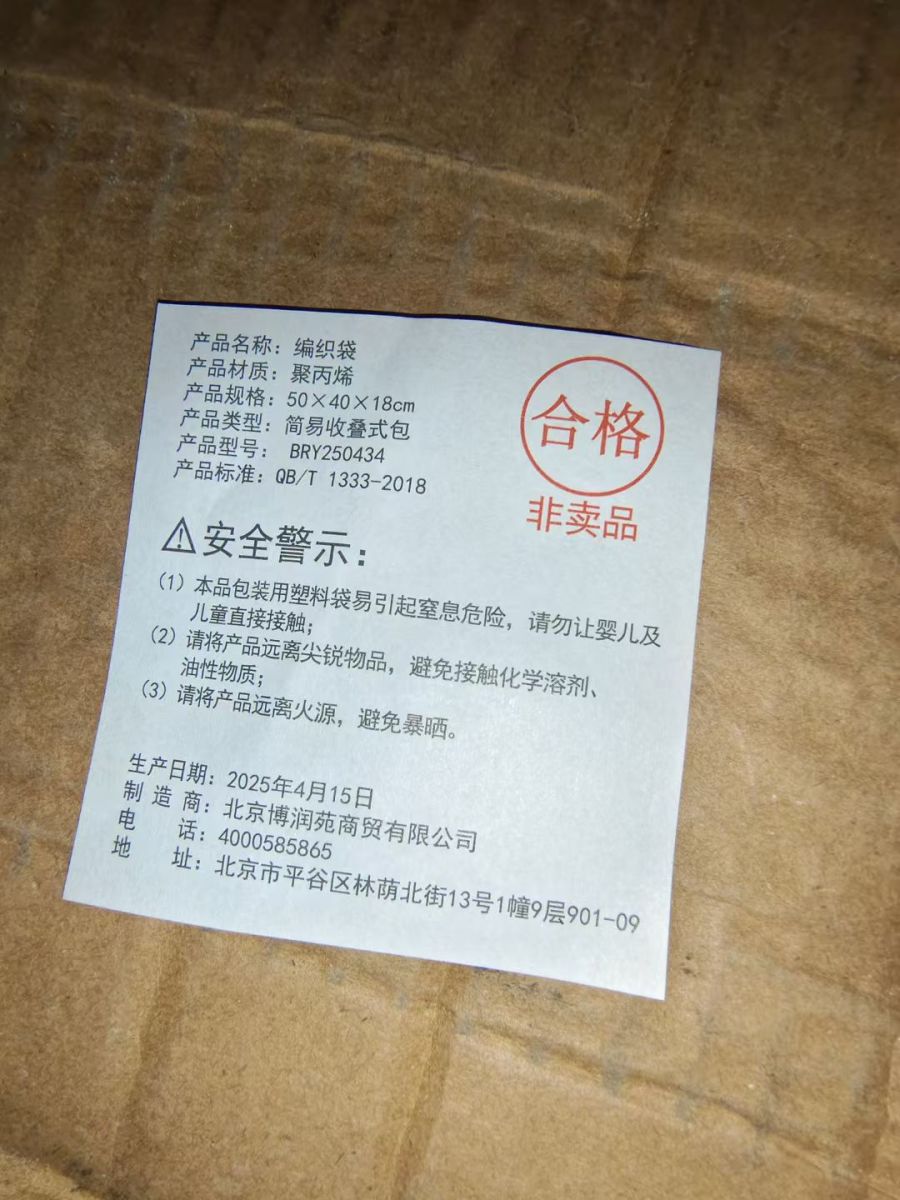 产品名称：编织袋
产品材质：聚丙烯
产品规格：50×40×18cm
产品类型：简易收叠式包
产品型号： BRY250434
产品标准：QB/T 1333-2018
合格
非卖品
⚠安全警示：
（1）本品包装用塑料袋易引起窒息危险，请勿让婴儿及
儿童直接接触；
（2）请将产品远离尖锐物品，避免接触化学溶剂、
油性物质；
（3）请将产品远离火源，避免暴晒。
生产日期：2025年4月15日
制 造 商：北京博润苑商贸有限公司
电 话：4000585865
地 址：北京市平谷区林荫北街13号1幢9层901-09